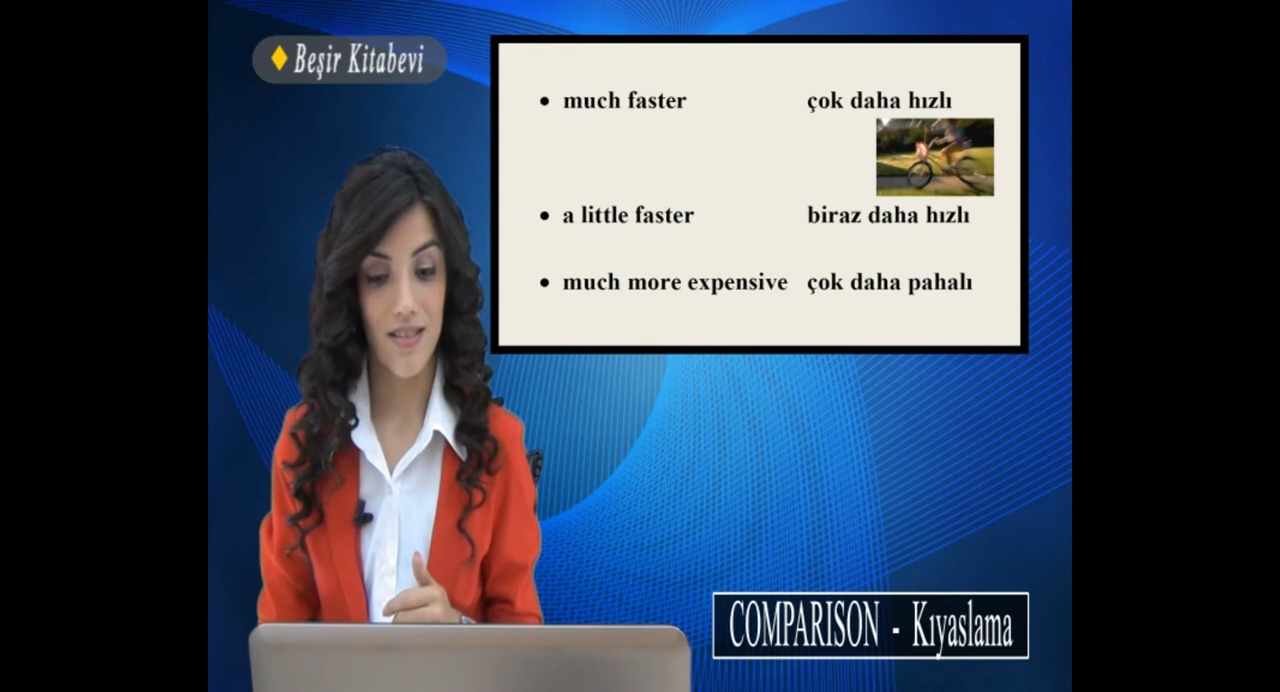 Beşir Kitabevi
• much faster çok daha hızlı
• a little faster biraz daha hızlı
• much more expensive çok daha pahalı
COMPARISON - Kıyaslama